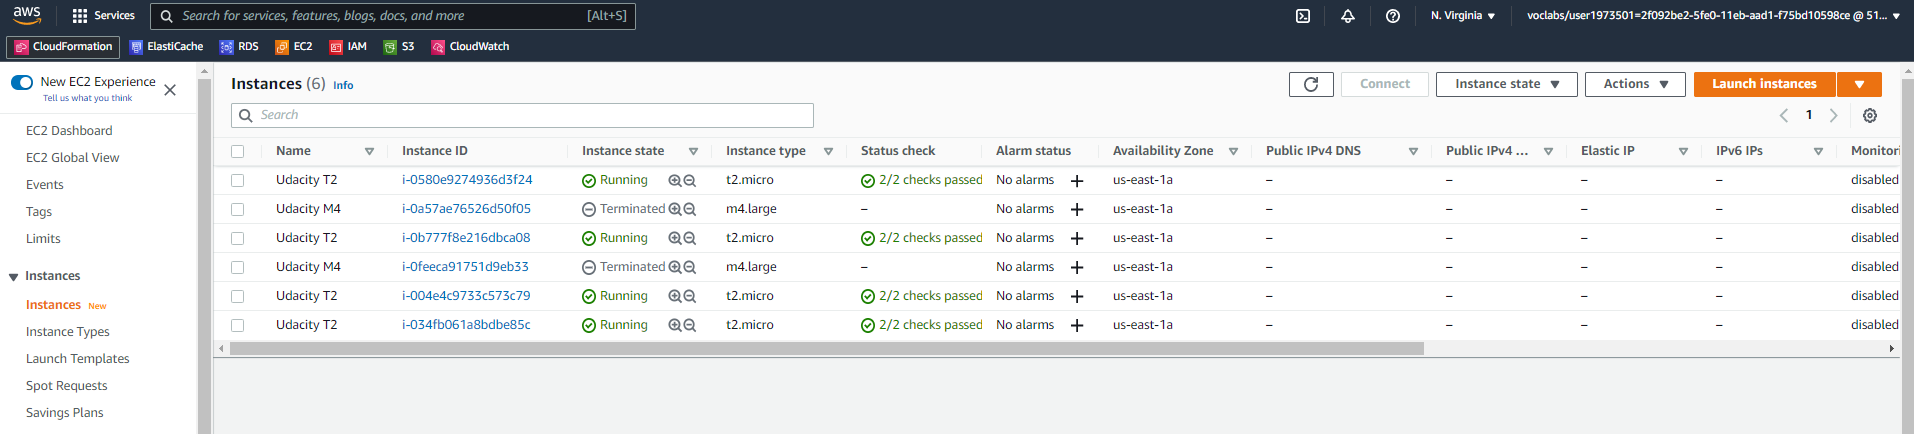 aws Services Search for services, features, blogs, docs, and more [Alt+S] N. Virginia voclabs/user1973501=2f092be2-5fe0-11eb-aad1-f75bd10598ce @ 51...
CloudFormation ElastiCache RDS EC2 IAM S3 CloudWatch
New EC2 Experience
Tell us what you think
EC2 Dashboard
EC2 Global View
Events
Tags
Limits
Instances
Instances New
Instance Types
Launch Templates
Spot Requests
Savings Plans
Instances (6) Info Connect Instance state Actions Launch instances
Search 1
Name Instance ID Instance state Instance type Status check Alarm status Availability Zone Public IPv4 DNS Public IPv4 ... Elastic IP IPv6 IPs Monitori
Udacity T2 i-0580e9274936d3f24 Running t2.micro 2/2 checks passed No alarms + us-east-1a – – – – disabled
Udacity M4 i-0a57ae76526d50f05 Terminated m4.large – No alarms + us-east-1a – – – – disabled
Udacity T2 i-0b777f8e216dbca08 Running t2.micro 2/2 checks passed No alarms + us-east-1a – – – – disabled
Udacity M4 i-0feeca91751d9eb33 Terminated m4.large – No alarms + us-east-1a – – – – disabled
Udacity T2 i-004e4c9733c573c79 Running t2.micro 2/2 checks passed No alarms + us-east-1a – – – – disabled
Udacity T2 i-034fb061a8bdbe85c Running t2.micro 2/2 checks passed No alarms + us-east-1a – – – – disabled